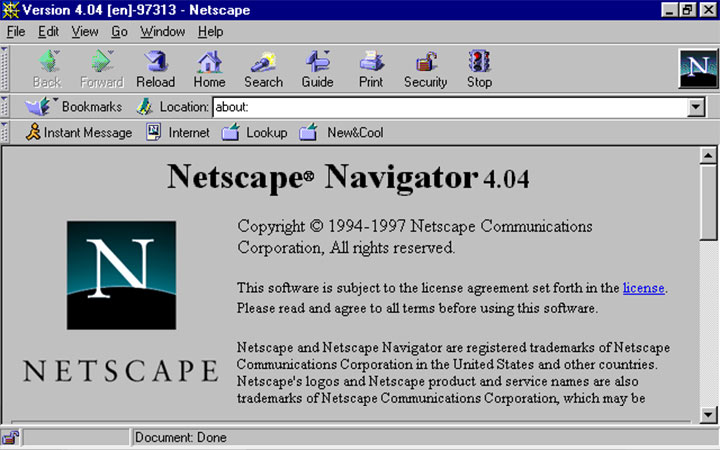 Version 4.04 [en]-97313 - Netscape
File Edit View Go Window Help
Back Forward Reload Home Search Guide Print Security Stop
N
Bookmarks Location: about:
Instant Message Internet Lookup New&Cool
Netscape® Navigator 4.04
Copyright © 1994-1997 Netscape Communications
Corporation, All rights reserved.
This software is subject to the license agreement set forth in the license.
Please read and agree to all terms before using this software.
N
NETSCAPE
Netscape and Netscape Navigator are registered trademarks of Netscape
Communications Corporation in the United States and other countries.
Netscape's logos and Netscape product and service names are also
trademarks of Netscape Communications Corporation, which may be
Document: Done